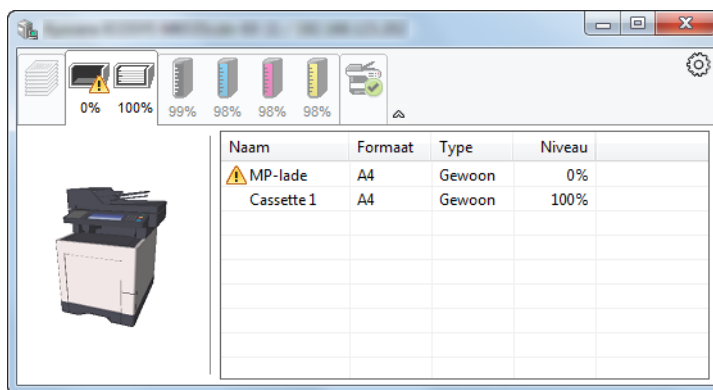 0% 100% 99% 98% 98% 98%
Naam Formaat Type Niveau
MP-lade A4 Gewoon 0%
Cassette 1 A4 Gewoon 100%